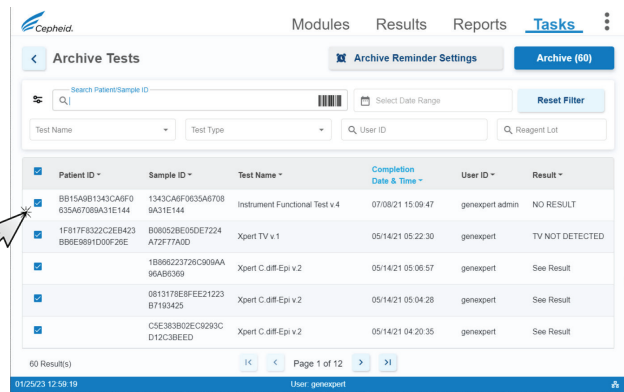 Cepheid.
Modules Results Reports Tasks
Archive Tests
Archive Reminder Settings
Archive (60)
Search Patient/Sample ID
Select Date Range
Reset Filter
Test Name
Test Type
User ID
Reagent Lot
Patient ID Sample ID Test Name Completion Date & Time User ID Result
BB15A9B1343CA6F0 1343CA6F0635A6708
635A67089A31E144 9A31E144 Instrument Functional Test v.4 07/08/21 15:09:47 genexpert admin NO RESULT
1F817F8322C2EB423 B08052BE05DE7224
BB6E9891D00F26E A72F77A0D Xpert TV v.1 05/14/21 05:22:30 genexpert TV NOT DETECTED
1B866223726C909AA
96AB6369 Xpert C.diff-Epi v.2 05/14/21 05:06:57 genexpert See Result
0813178E8FEE21223
B7193425 Xpert C.diff-Epi v.2 05/14/21 05:04:28 genexpert See Result
C5E383B02EC9293C
D12C3BEED Xpert C.diff-Epi v.2 05/14/21 04:20:35 genexpert See Result
60 Result(s)
Page 1 of 12
01/25/23 12:59:19
User: genexpert